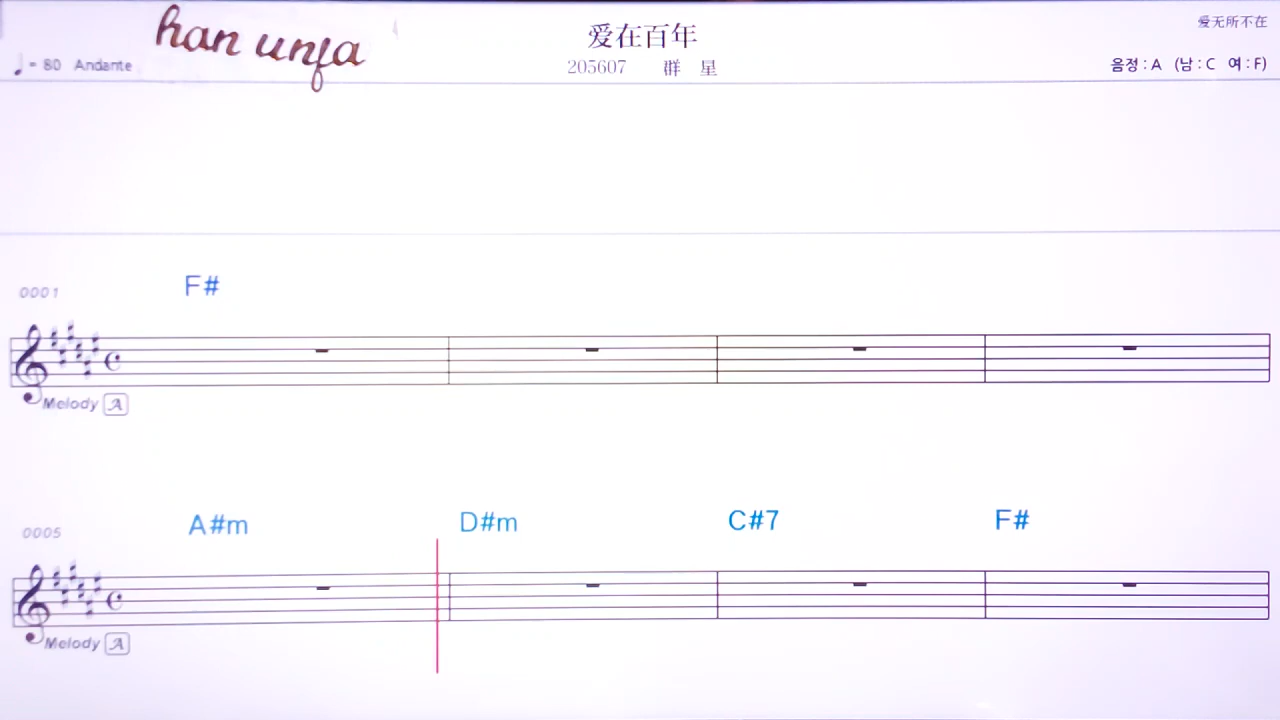 han unfa
爱在百年
爱无所不在
♩= 80 Andante
205607 群 星
음정 : A (남 : C 여 : F)
0001
F#
Melody A
0005
A#m D#m C#7 F#
Melody A